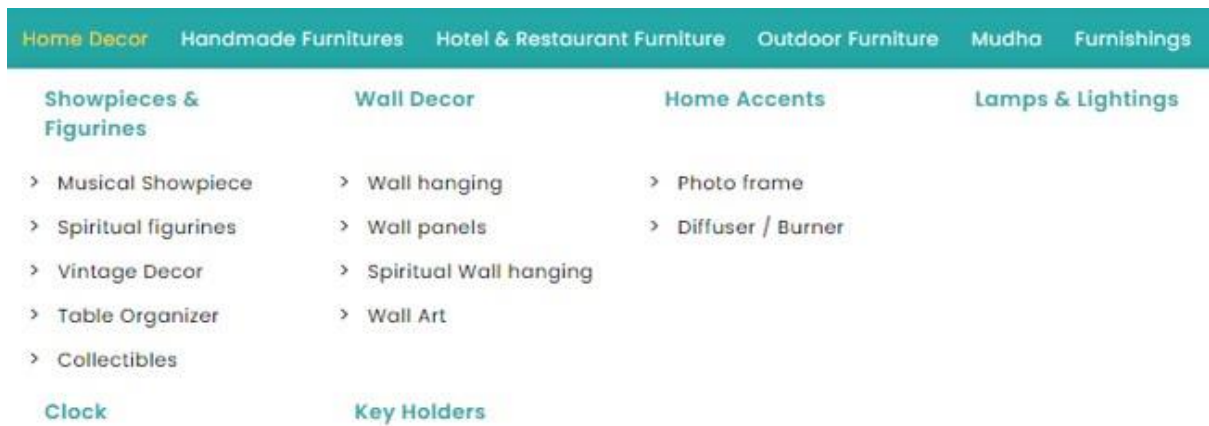 Home Decor Handmade Furnitures Hotel & Restaurant Furniture Outdoor Furniture Mudha Furnishings
Showpieces &
Figurines
Musical Showpiece
Spiritual figurines
Vintage Decor
Table Organizer
Collectibles
Wall Decor
Wall hanging
Wall panels
Spiritual Wall hanging
Wall Art
Home Accents
Photo frame
Diffuser / Burner
Lamps & Lightings
Clock
Key Holders